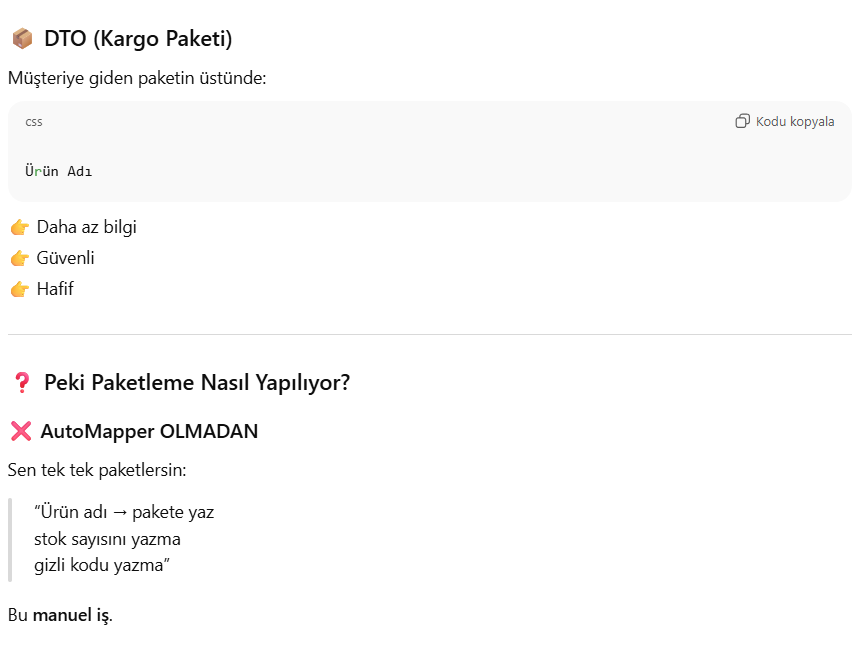 📦 DTO (Kargo Paketi)
Müşteriye giden paketin üstünde:
css
Kodu kopyala
Ürün Adı
👉 Daha az bilgi
👉 Güvenli
👉 Hafif
❓ Peki Paketleme Nasıl Yapılıyor?
❌ AutoMapper OLMADAN
Sen tek tek paketlersin:
“Ürün adı → pakete yaz
stok sayısını yazma
gizli kodu yazma”
Bu manuel iş.